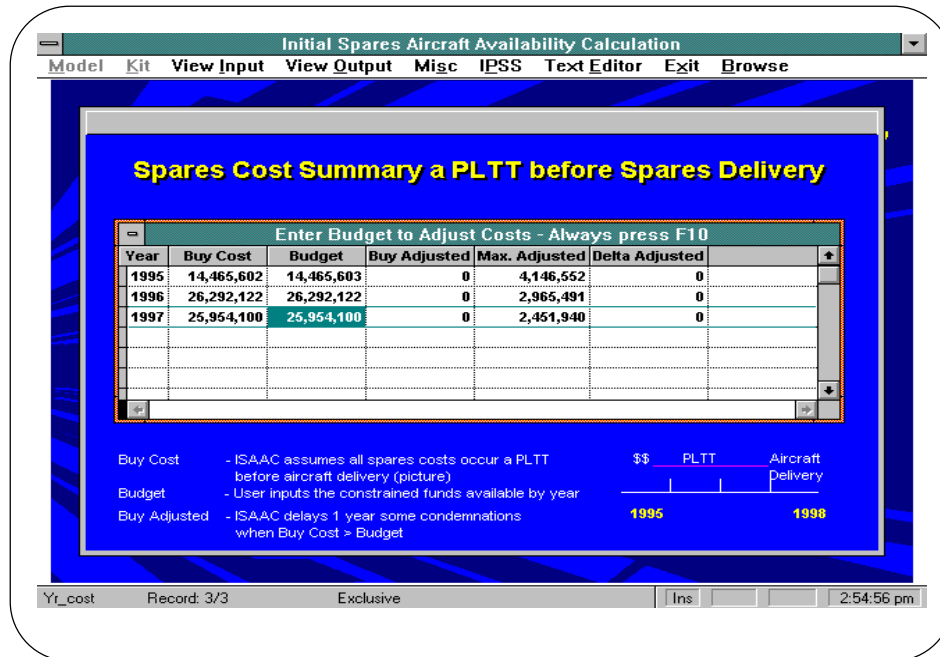 Initial Spares Aircraft Availability Calculation
Model Kit View Input View Output Misc IPSS Text Editor Exit Browse
Spares Cost Summary a PLTT before Spares Delivery
Enter Budget to Adjust Costs - Always press F10
Year Buy Cost Budget Buy Adjusted Max. Adjusted Delta Adjusted
1995 14,465,602 14,465,603 0 4,146,552 0
1996 26,292,122 26,292,122 0 2,965,491 0
1997 25,954,100 25,954,100 0 2,451,940 0
Buy Cost - ISAAC assumes all spares costs occur a PLTT
before aircraft delivery (picture)
Budget - User inputs the constrained funds available by year
Buy Adjusted - ISAAC delays 1 year some condemnations
when Buy Cost > Budget
$$ PLTT Aircraft
Delivery
1995 1998
Yr_cost Record: 3/3 Exclusive Ins 2:54:56 pm